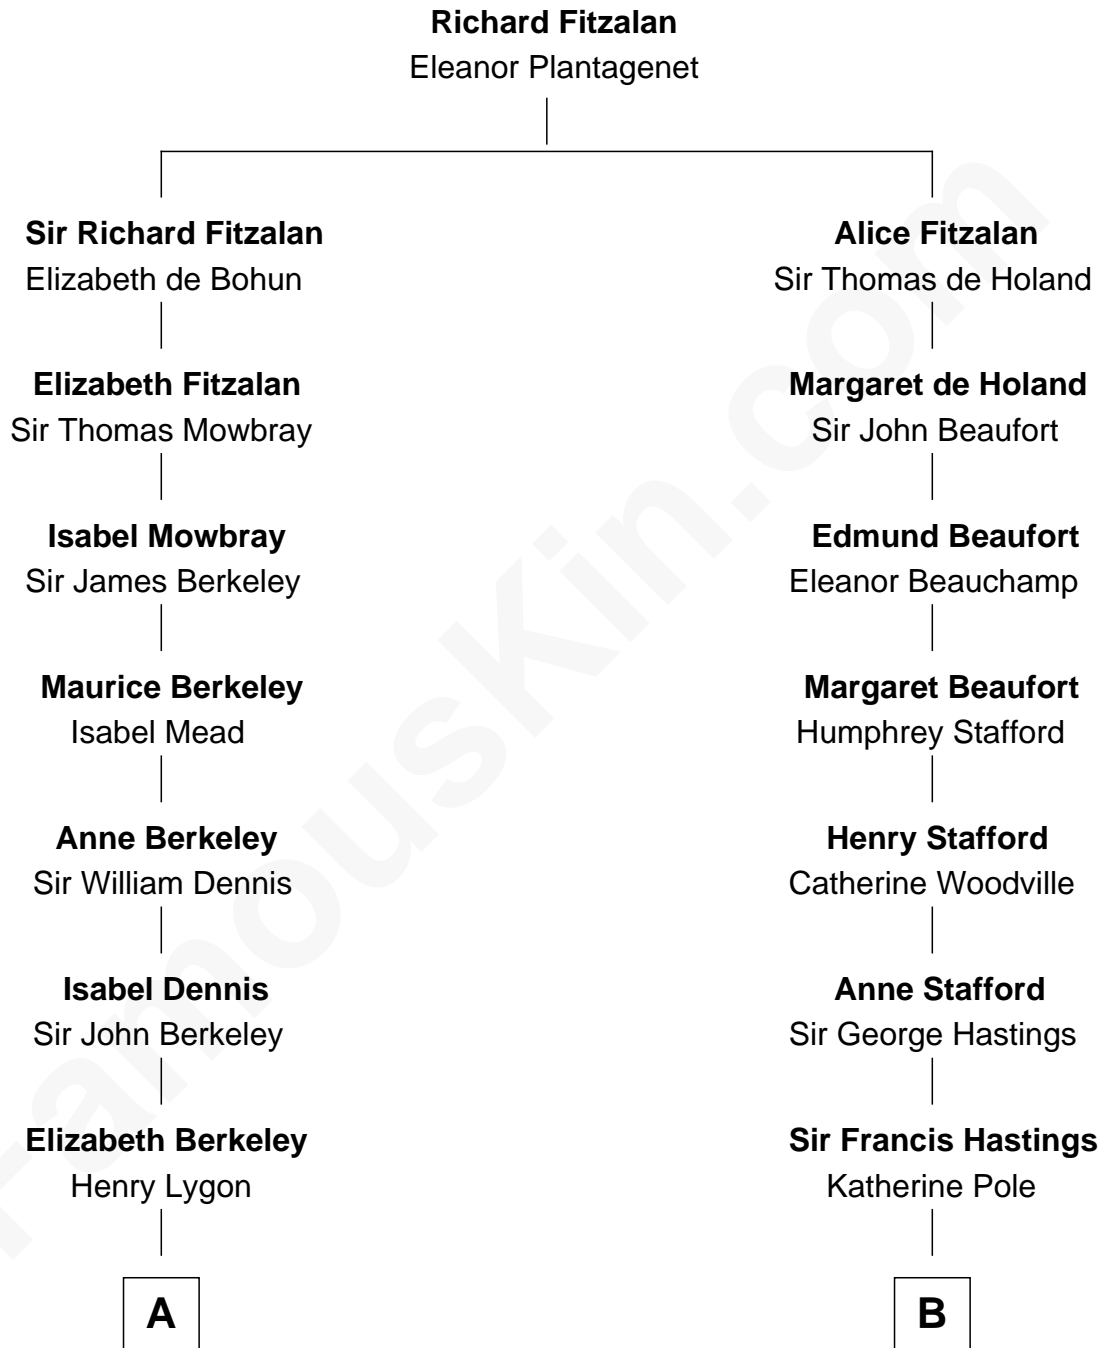 Richard Fitzalan
Eleanor Plantagenet
Sir Richard Fitzalan
Elizabeth de Bohun
Alice Fitzalan
Sir Thomas de Holand
Elizabeth Fitzalan
Sir Thomas Mowbray
Margaret de Holand
Sir John Beaufort
Isabel Mowbray
Sir James Berkeley
Edmund Beaufort
Eleanor Beauchamp
Maurice Berkeley
Isabel Mead
Margaret Beaufort
Humphrey Stafford
Anne Berkeley
Sir William Dennis
Henry Stafford
Catherine Woodville
Isabel Dennis
Sir John Berkeley
Anne Stafford
Sir George Hastings
Elizabeth Berkeley
Henry Lygon
Sir Francis Hastings
Katherine Pole
A
B
FamousKin.com